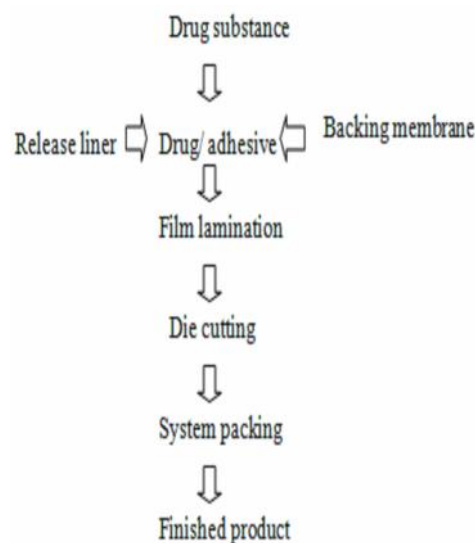 Drug substance
Release liner
Drug/ adhesive
Backing membrane
Film lamination
Die cutting
System packing
Finished product